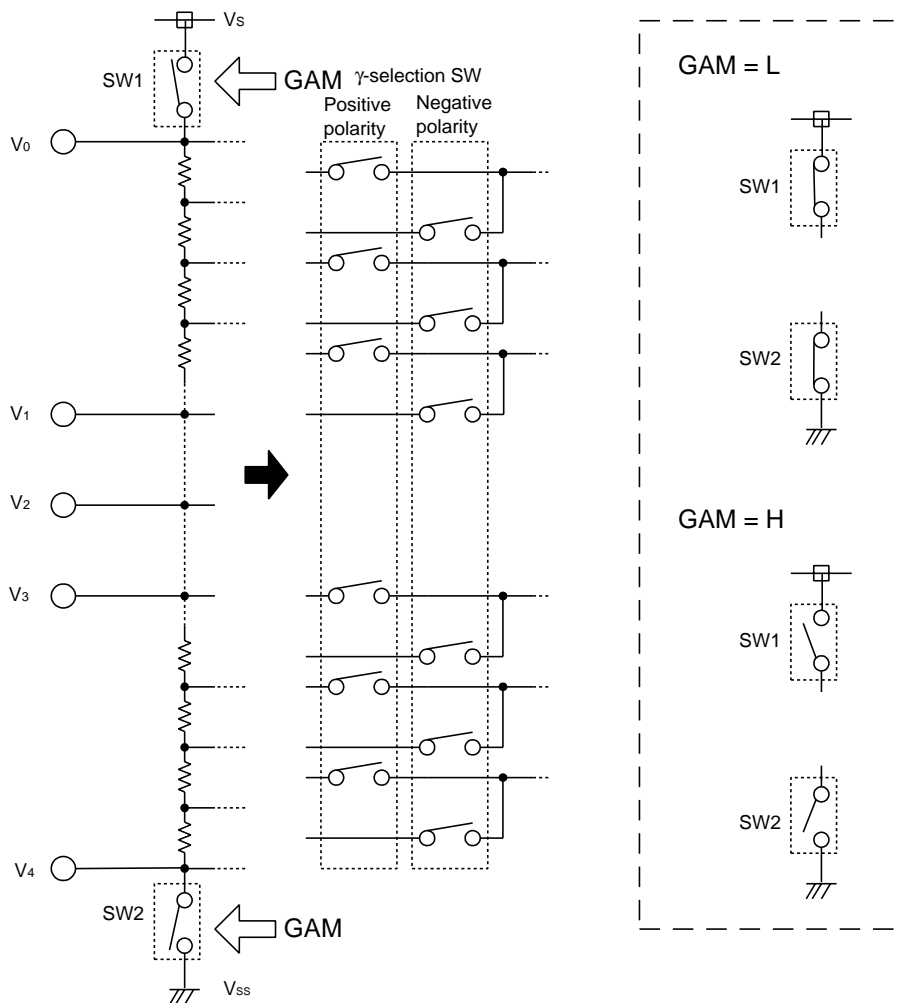 VS
SW1
GAM
γ-selection SW
Positive
polarity
Negative
polarity
V0
V1
V2
V3
V4
SW2
GAM
VSS
GAM = L
SW1
SW2
GAM = H
SW1
SW2